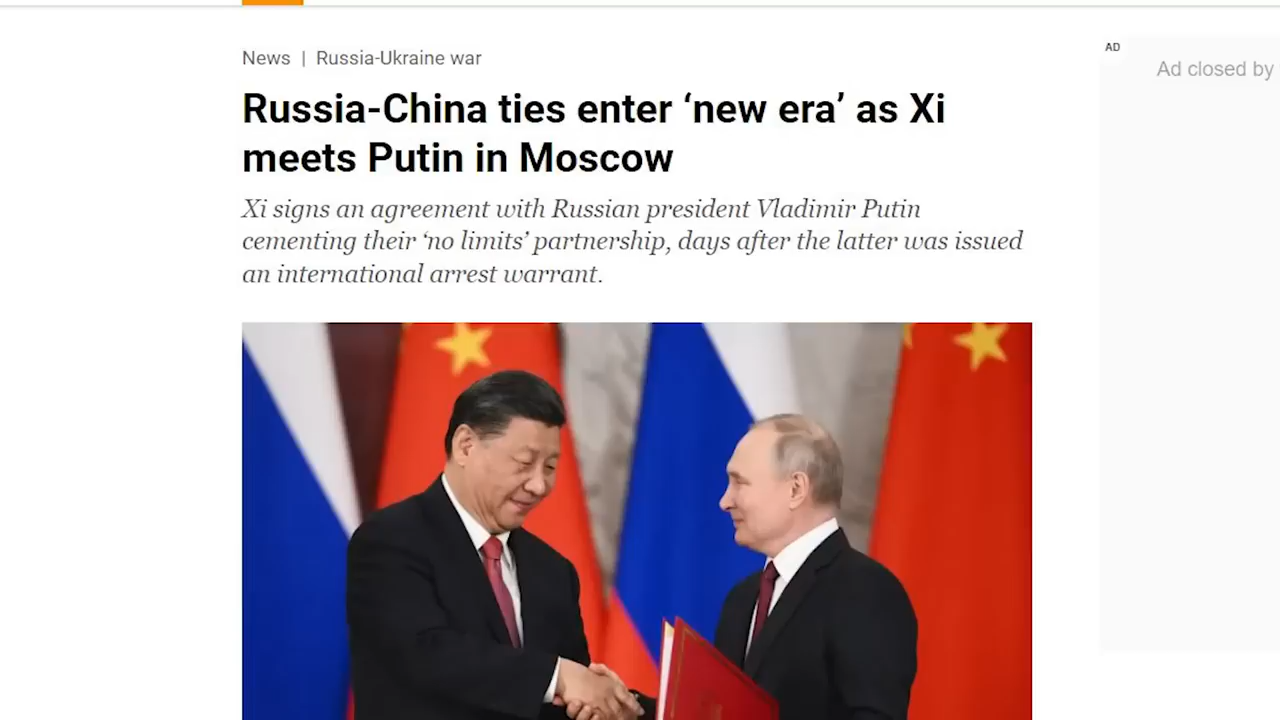 News | Russia-Ukraine war
AD
Ad closed by
Russia-China ties enter ‘new era’ as Xi
meets Putin in Moscow
Xi signs an agreement with Russian president Vladimir Putin
cementing their ‘no limits’ partnership, days after the latter was issued
an international arrest warrant.